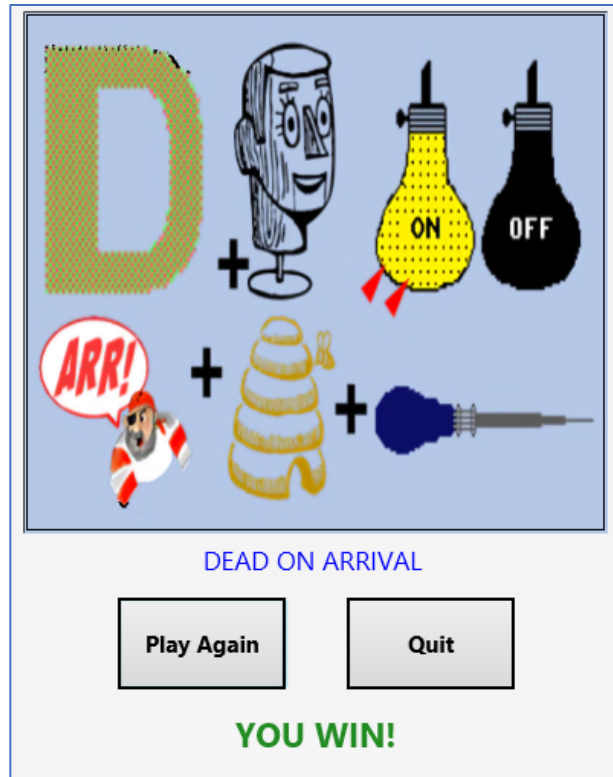 D
ON OFF
ARR!
DEAD ON ARRIVAL
Play Again Quit
YOU WIN!